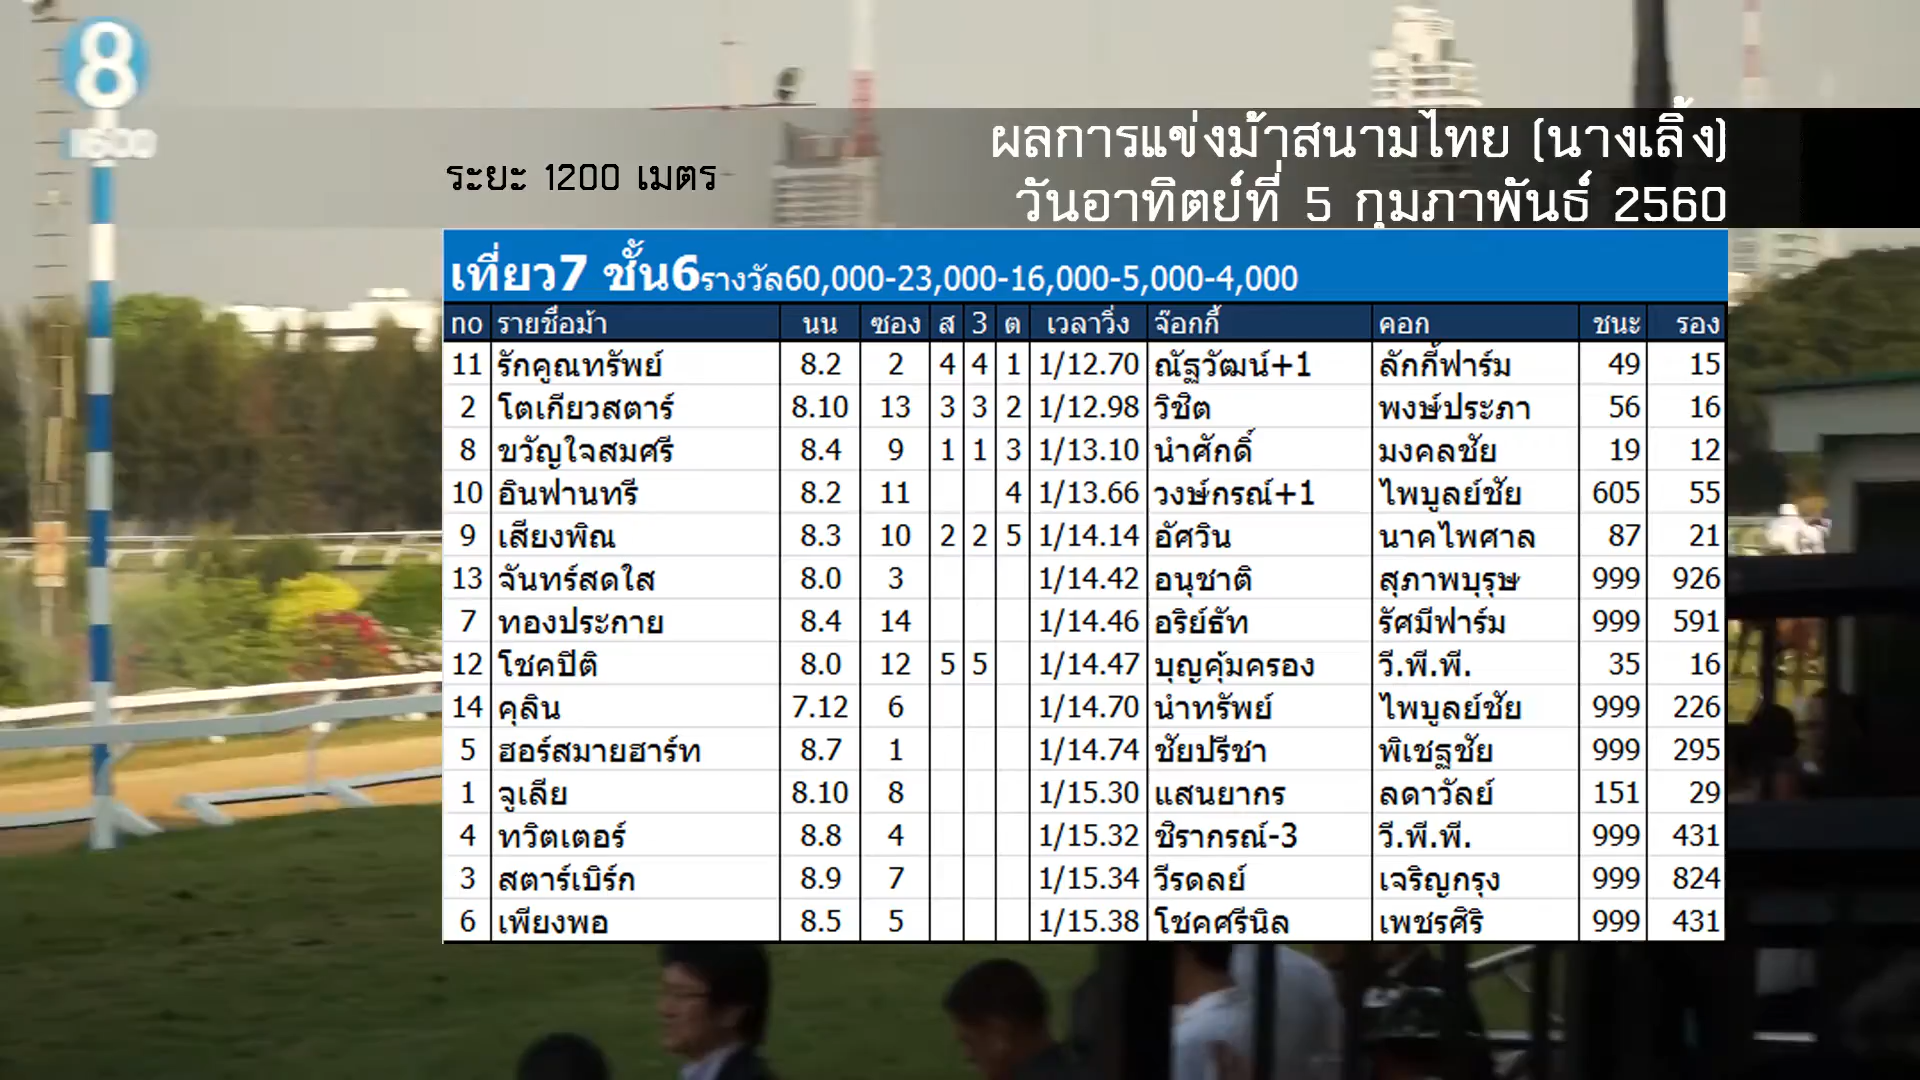 8
1600
ผลการแข่งม้าสนามไทย (นางเลิ้ง)
ระยะ 1200 เมตร
วันอาทิตย์ที่ 5 กุมภาพันธ์ 2560
เที่ยว7 ชั้น6รางวัล60,000-23,000-16,000-5,000-4,000
no รายชื่อม้า นน ซอง ส 3 ต เวลาวิ่ง จ๊อกกี้ คอก ชนะ รอง
11 รักคูณทรัพย์ 8.2 2 4 4 1 1/12.70 ณัฐวัฒน์+1 ลักกี้ฟาร์ม 49 15
2 โตเกียวสตาร์ 8.10 13 3 3 2 1/12.98 วิชิต พงษ์ประภา 56 16
8 ขวัญใจสมศรี 8.4 9 1 1 3 1/13.10 นำศักดิ์ มงคลชัย 19 12
10 อินฟานทรี 8.2 11 4 1/13.66 วงษ์กรณ์+1 ไพบูลย์ชัย 605 55
9 เสียงพิณ 8.3 10 2 2 5 1/14.14 อัศวิน นาคไพศาล 87 21
13 จันทร์สดใส 8.0 3 1/14.42 อนุชาติ สุภาพบุรุษ 999 926
7 ทองประกาย 8.4 14 1/14.46 อริย์ธัท รัศมีฟาร์ม 999 591
12 โชคปิติ 8.0 12 5 5 1/14.47 บุญคุ้มครอง วี.พี.พี. 35 16
14 คุลิน 7.12 6 1/14.70 นำทรัพย์ ไพบูลย์ชัย 999 226
5 ฮอร์สมายฮาร์ท 8.7 1 1/14.74 ชัยปรีชา พิเชฐชัย 999 295
1 จูเลีย 8.10 8 1/15.30 แสนยากร ลดาวัลย์ 151 29
4 ทวิตเตอร์ 8.8 4 1/15.32 ชิรากรณ์-3 วี.พี.พี. 999 431
3 สตาร์เบิร์ก 8.9 7 1/15.34 วีรดลย์ เจริญกรุง 999 824
6 เพียงพอ 8.5 5 1/15.38 โชคศรีนิล เพชรศิริ 999 431